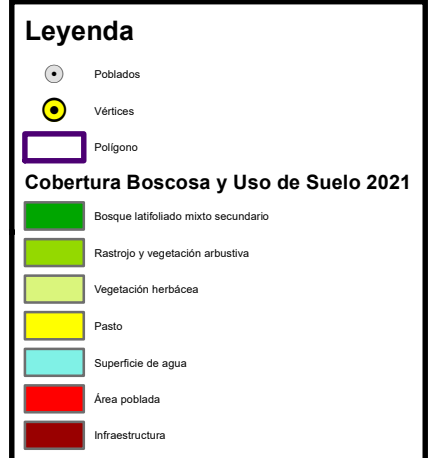 Leyenda
Poblados
Vértices
Polígono
Cobertura Boscosa y Uso de Suelo 2021
Bosque latifoliado mixto secundario
Rastrojo y vegetación arbustiva
Vegetación herbácea
Pasto
Superficie de agua
Área poblada
Infraestructura